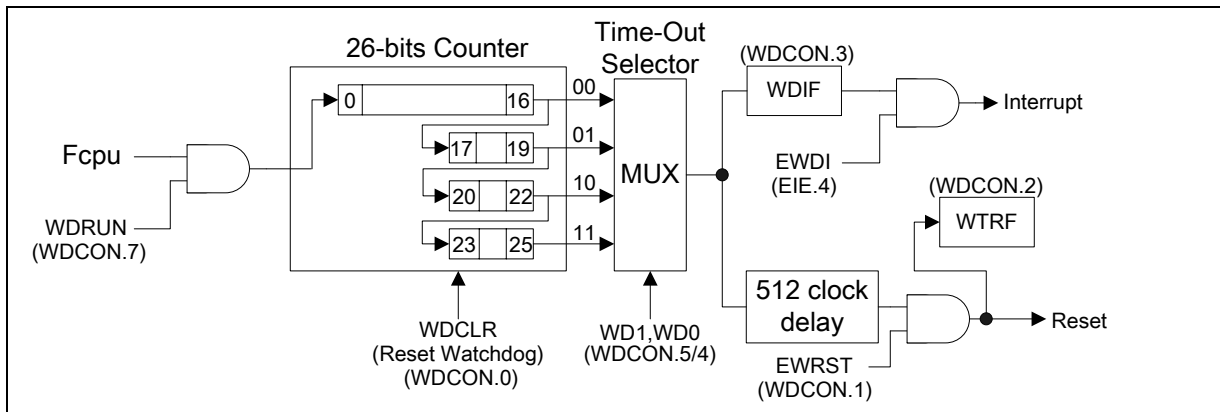 26-bits Counter
Time-Out
Selector
(WDCON.3)
WDIF
Interrupt
EWDI
(EIE.4)
Fcpu
WDRUN
(WDCON.7)
0
16
00
17
19
01
20
22
10
23
25
11
MUX
WDCLR
(Reset Watchdog)
(WDCON.0)
WD1,WD0
(WDCON.5/4)
(WDCON.2)
WTRF
512 clock
delay
Reset
EWRST
(WDCON.1)